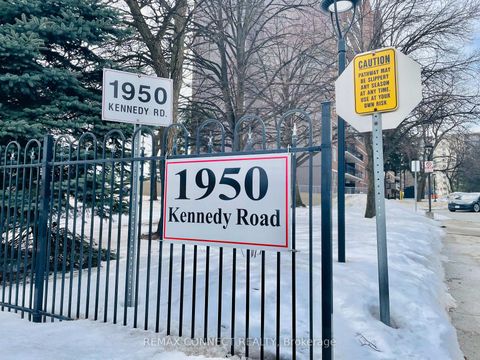 1950
KENNEDY RD.
CAUTION
PATHWAY MAY
BE SLIPPERY
ANY SEASON
AT ANY TIME.
USE AT YOUR
OWN RISK
1950
Kennedy Road
RE/MAX CONNECT REALTY, Brokerage